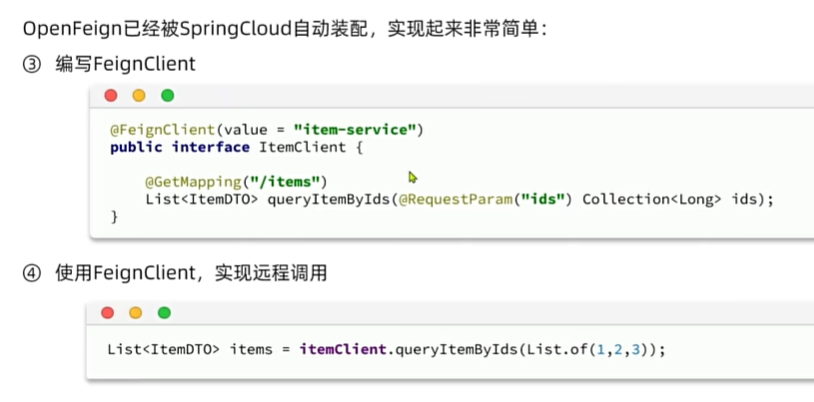 OpenFeign已经被SpringCloud自动装配，实现起来非常简单：
③ 编写FeignClient
@FeignClient(value = "item-service")
public interface ItemClient {
@GetMapping("/items")
List<ItemDTO> queryItemByIds(@RequestParam("ids") Collection<Long> ids);
}
④ 使用FeignClient，实现远程调用
List<ItemDTO> items = itemClient.queryItemByIds(List.of(1,2,3));